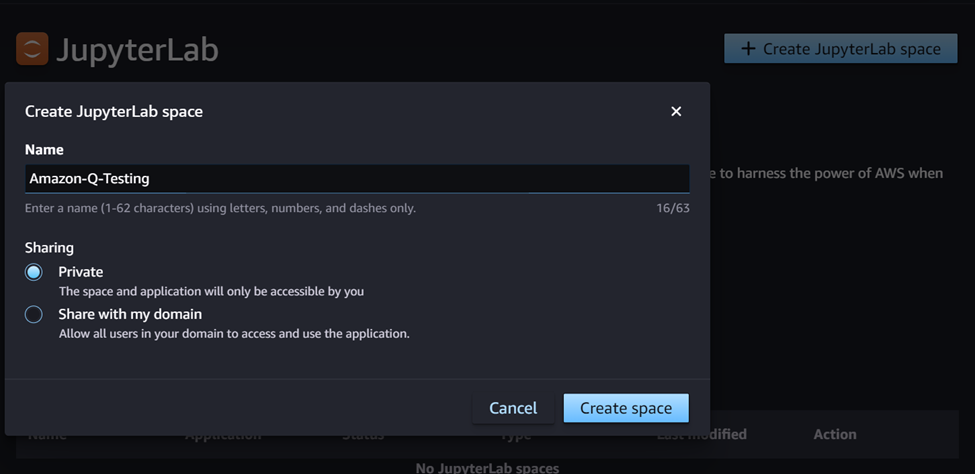 JupyterLab
+ Create JupyterLab space
Create JupyterLab space
Name
Amazon-Q-Testing
e to harness the power of AWS when
Enter a name (1-62 characters) using letters, numbers, and dashes only. 16/63
Sharing
Private
The space and application will only be accessible by you
Share with my domain
Allow all users in your domain to access and use the application.
Cancel Create space
Name Application Status Type Last modified Action
No JupyterLab spaces